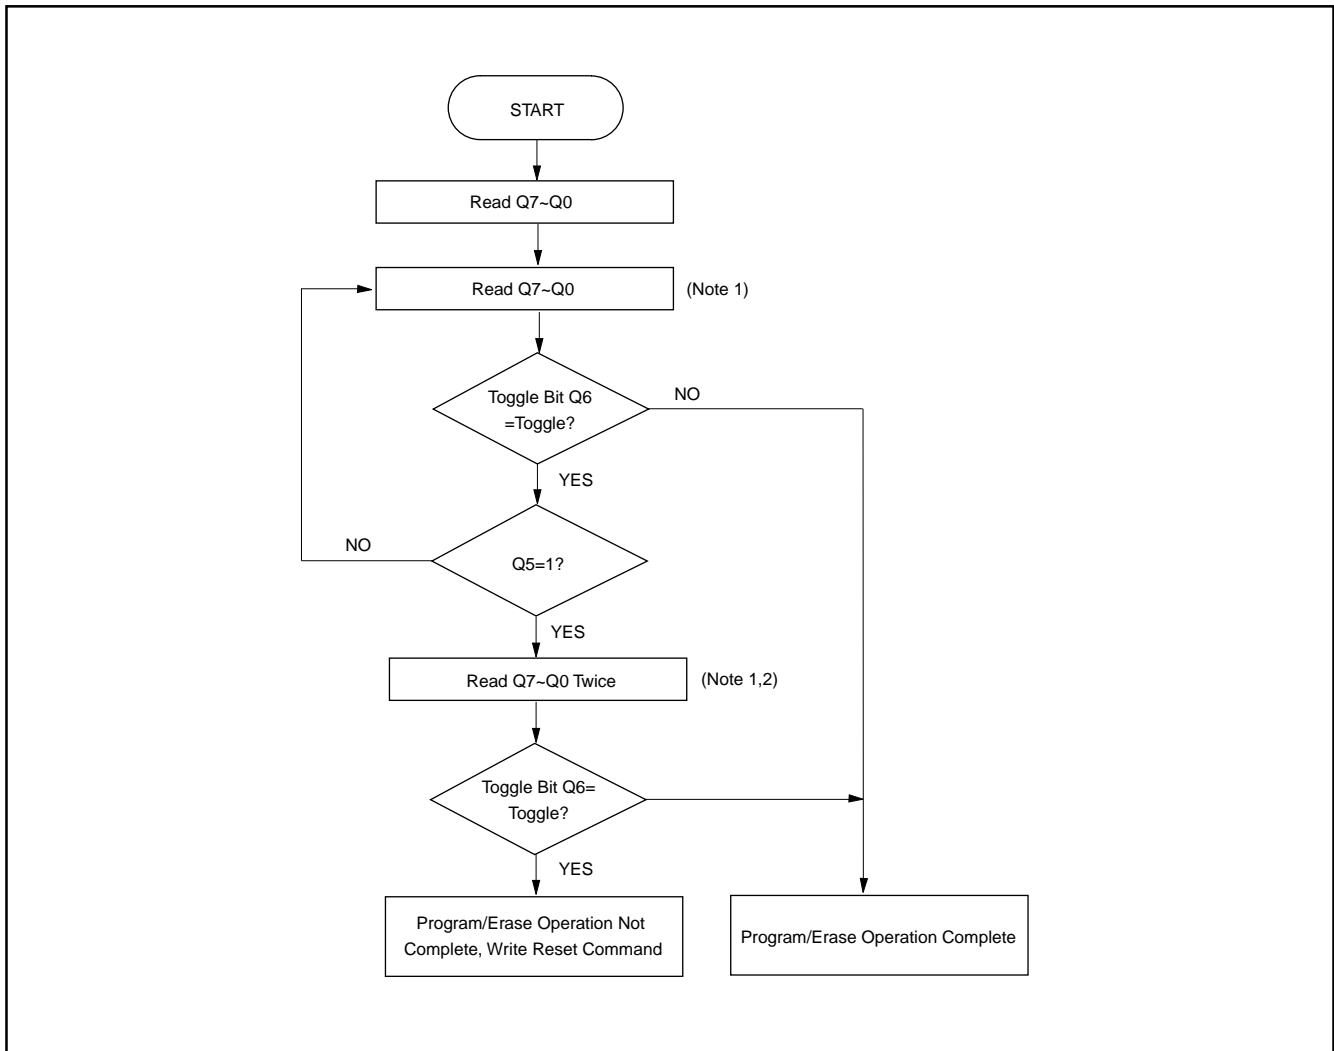 START
Read Q7~Q0
Read Q7~Q0
(Note 1)
Toggle Bit Q6
=Toggle?
NO
YES
NO
Q5=1?
YES
Read Q7~Q0 Twice
(Note 1,2)
Toggle Bit Q6=
Toggle?
YES
Program/Erase Operation Not
Complete, Write Reset Command
Program/Erase Operation Complete